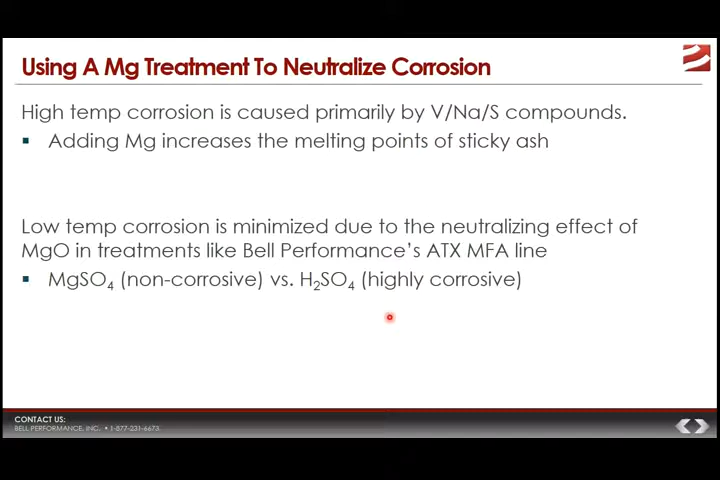 Using A Mg Treatment To Neutralize Corrosion
High temp corrosion is caused primarily by V/Na/S compounds.
▪ Adding Mg increases the melting points of sticky ash
Low temp corrosion is minimized due to the neutralizing effect of
MgO in treatments like Bell Performance's ATX MFA line
▪ MgSO₄ (non-corrosive) vs. H₂SO₄ (highly corrosive)
CONTACT US:
BELL PERFORMANCE, INC. • 1-877-231-6673